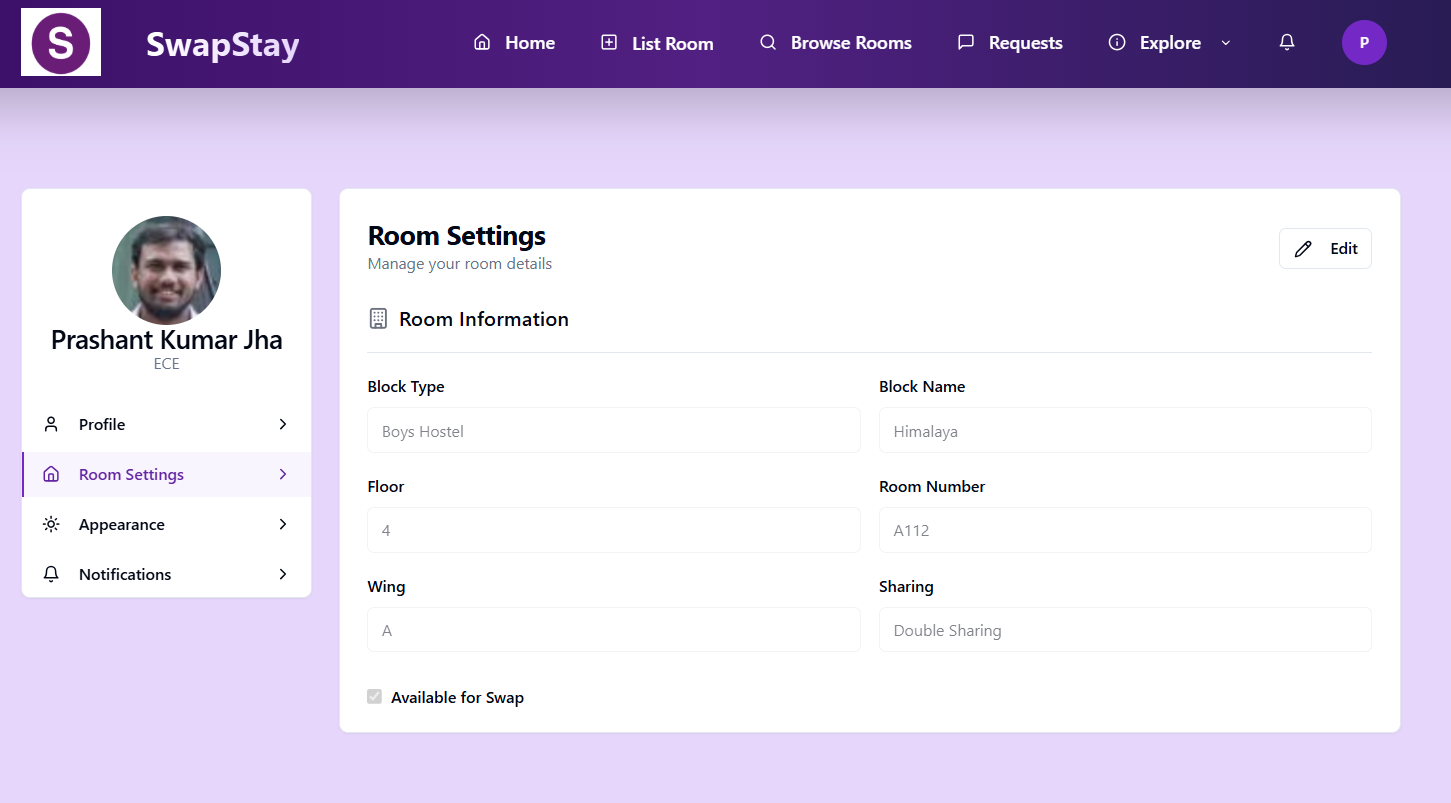 S
SwapStay
Home
List Room
Browse Rooms
Requests
Explore
P
Prashant Kumar Jha
ECE
Profile
Room Settings
Appearance
Notifications
Room Settings
Manage your room details
Edit
Room Information
Block Type
Boys Hostel
Block Name
Himalaya
Floor
4
Room Number
A112
Wing
A
Sharing
Double Sharing
Available for Swap